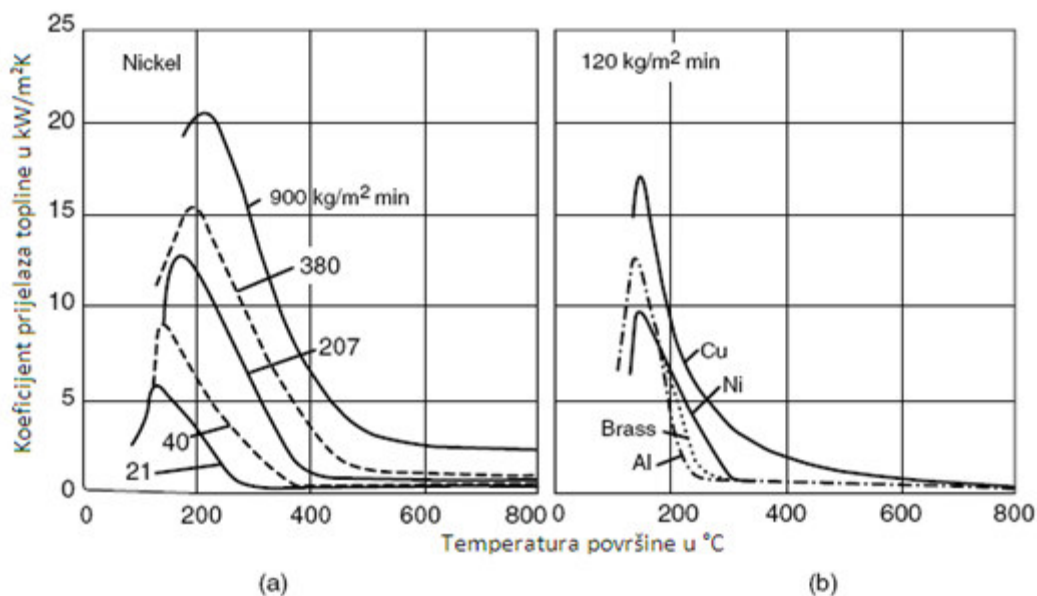 Koeficijent prijelaza topline u kW/m²K
25
20
15
10
5
0
Nickel
900 kg/m² min
380
207
40
21
0
200
400
600
800
120 kg/m² min
Cu
Ni
Brass
Al
0
200
400
600
800
Temperatura površine u °C
(a)
(b)